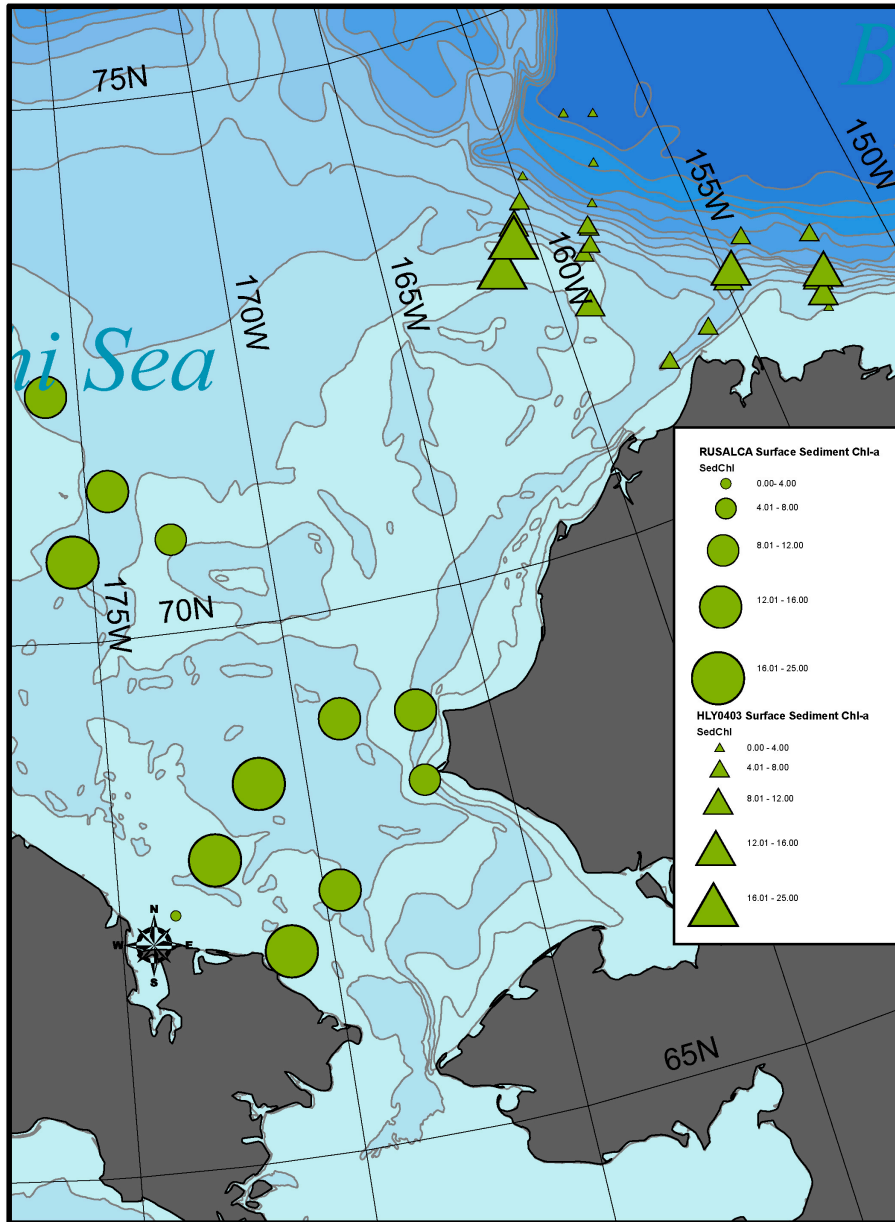 75N
B
150W
155W
160W
165W
170W
ni Sea
175W
70N
RUSALCA Surface Sediment Chl-a
SedChl
0.00- 4.00
4.01 - 8.00
8.01 - 12.00
12.01 - 16.00
16.01 - 25.00
HLY0403 Surface Sediment Chl-a
SedChl
0.00 - 4.00
4.01 - 8.00
8.01 - 12.00
12.01 - 16.00
16.01 - 25.00
N
W E
S
65N